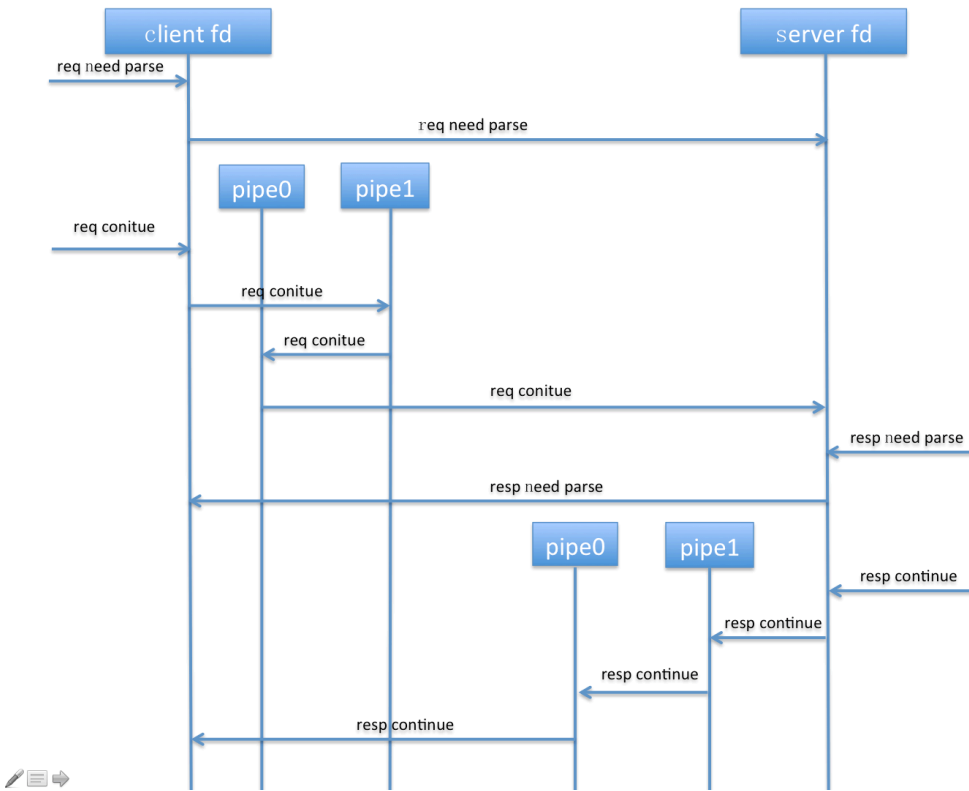 client fd
server fd
req need parse
req need parse
pipe0
pipe1
req conitue
req conitue
req conitue
req conitue
resp need parse
resp need parse
pipe0
pipe1
resp continue
resp continue
resp continue
resp continue